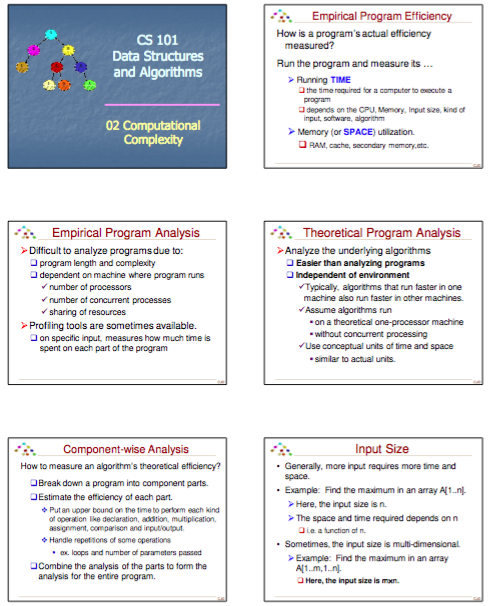 CS 101
Data Structures
and Algorithms
02 Computational
Complexity
Empirical Program Efficiency
How is a program's actual efficiency
measured?
Run the program and measure its …
Running TIME
the time required for a computer to execute a
program
depends on the CPU, Memory, Input size, kind of
input, software, algorithm
Memory (or SPACE) utilization.
RAM, cache, secondary memory,etc.
Empirical Program Analysis
Difficult to analyze programs due to:
program length and complexity
dependent on machine where program runs
number of processors
number of concurrent processes
sharing of resources
Profiling tools are sometimes available.
on specific input, measures how much time is
spent on each part of the program
Theoretical Program Analysis
Analyze the underlying algorithms
Easier than analyzing programs
Independent of environment
Typically, algorithms that run faster in one
machine also run faster in other machines.
Assume algorithms run
on a theoretical one-processor machine
without concurrent processing
Use conceptual units of time and space
similar to actual units.
Component-wise Analysis
How to measure an algorithm's theoretical efficiency?
Break down a program into component parts.
Estimate the efficiency of each part.
Put an upper bound on the time to perform each kind
of operation like declaration, addition, multiplication,
assignment, comparison and input/output.
Handle repetitions of some operations
ex. loops and number of parameters passed
Combine the analysis of the parts to form the
analysis for the entire program.
Input Size
• Generally, more input requires more time and
space.
• Example: Find the maximum in an array A[1..n].
Here, the input size is n.
The space and time required depends on n
i.e. a function of n.
• Sometimes, the input size is multi-dimensional.
Example: Find the maximum in an array
A[1..m,1..n].
Here, the input size is mxn.